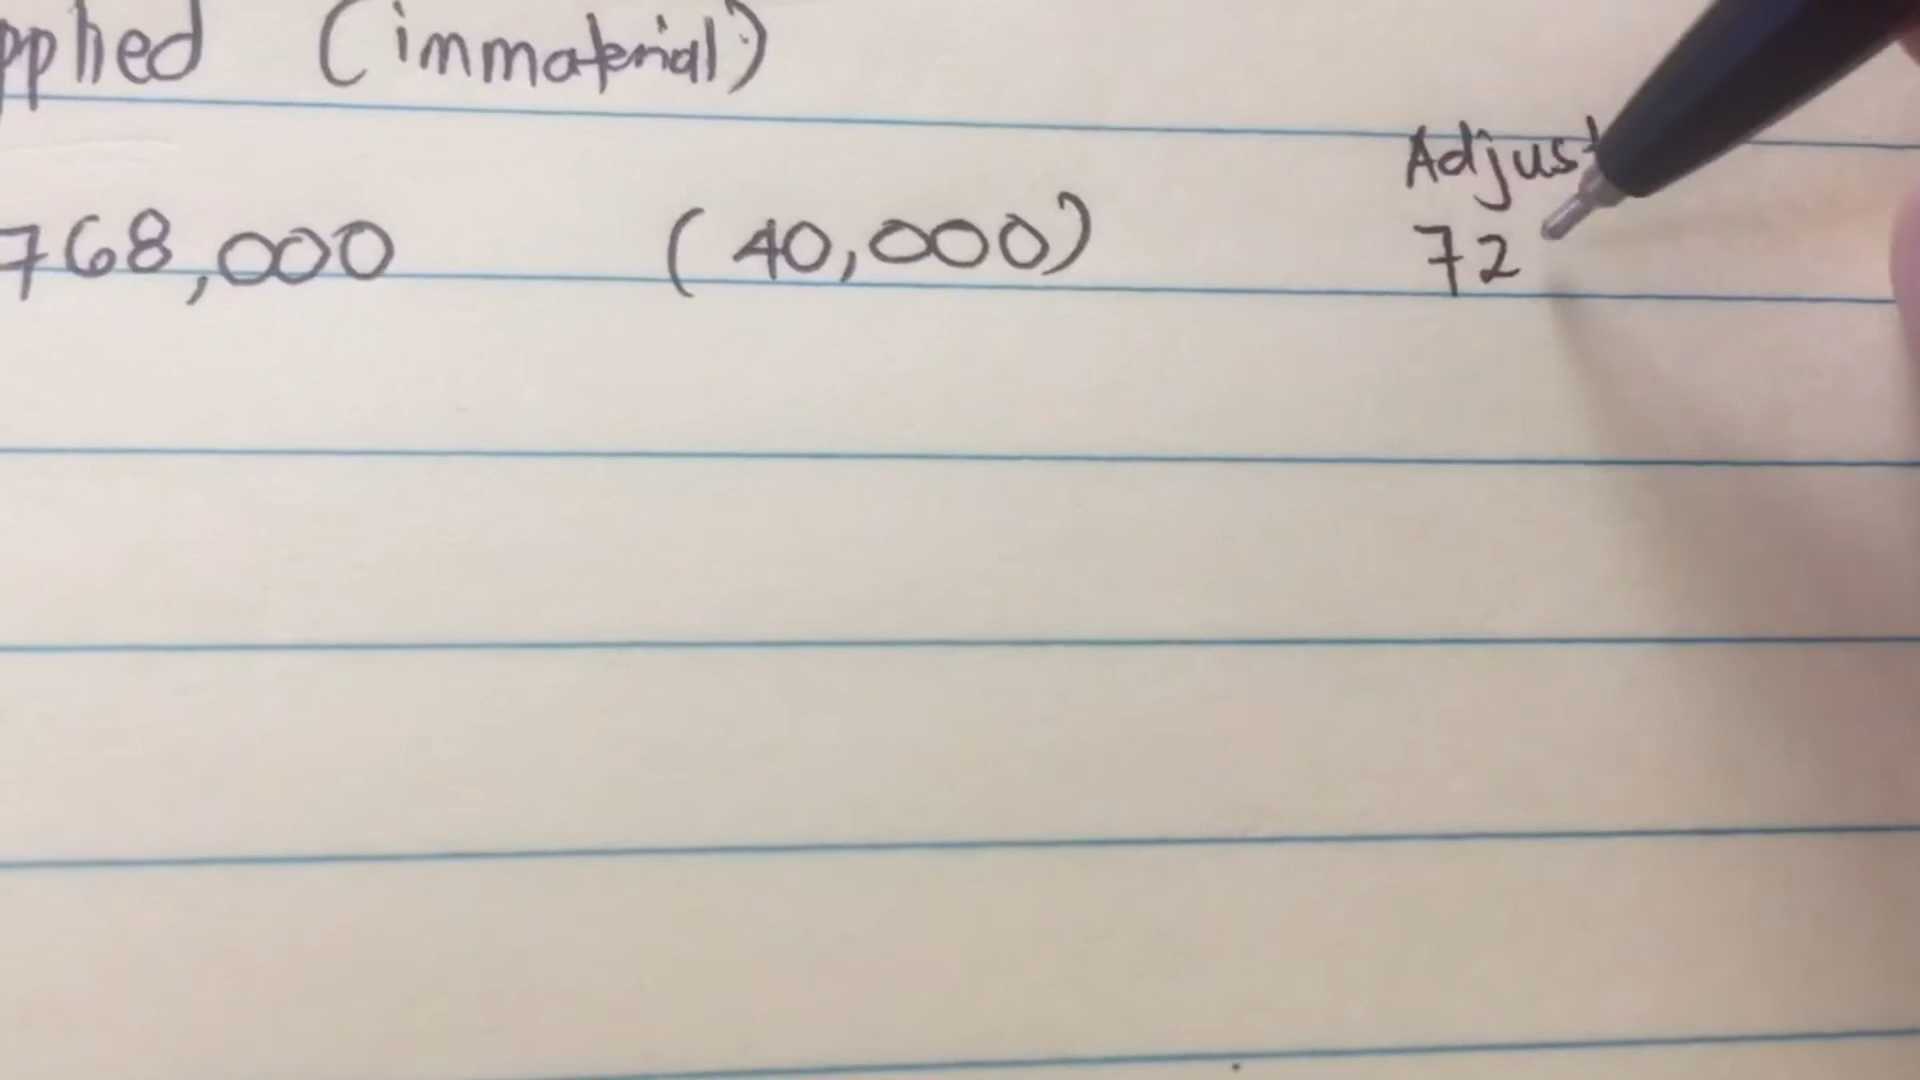 pplied (immaterial)
Adjust
768,000 (40,000) 72